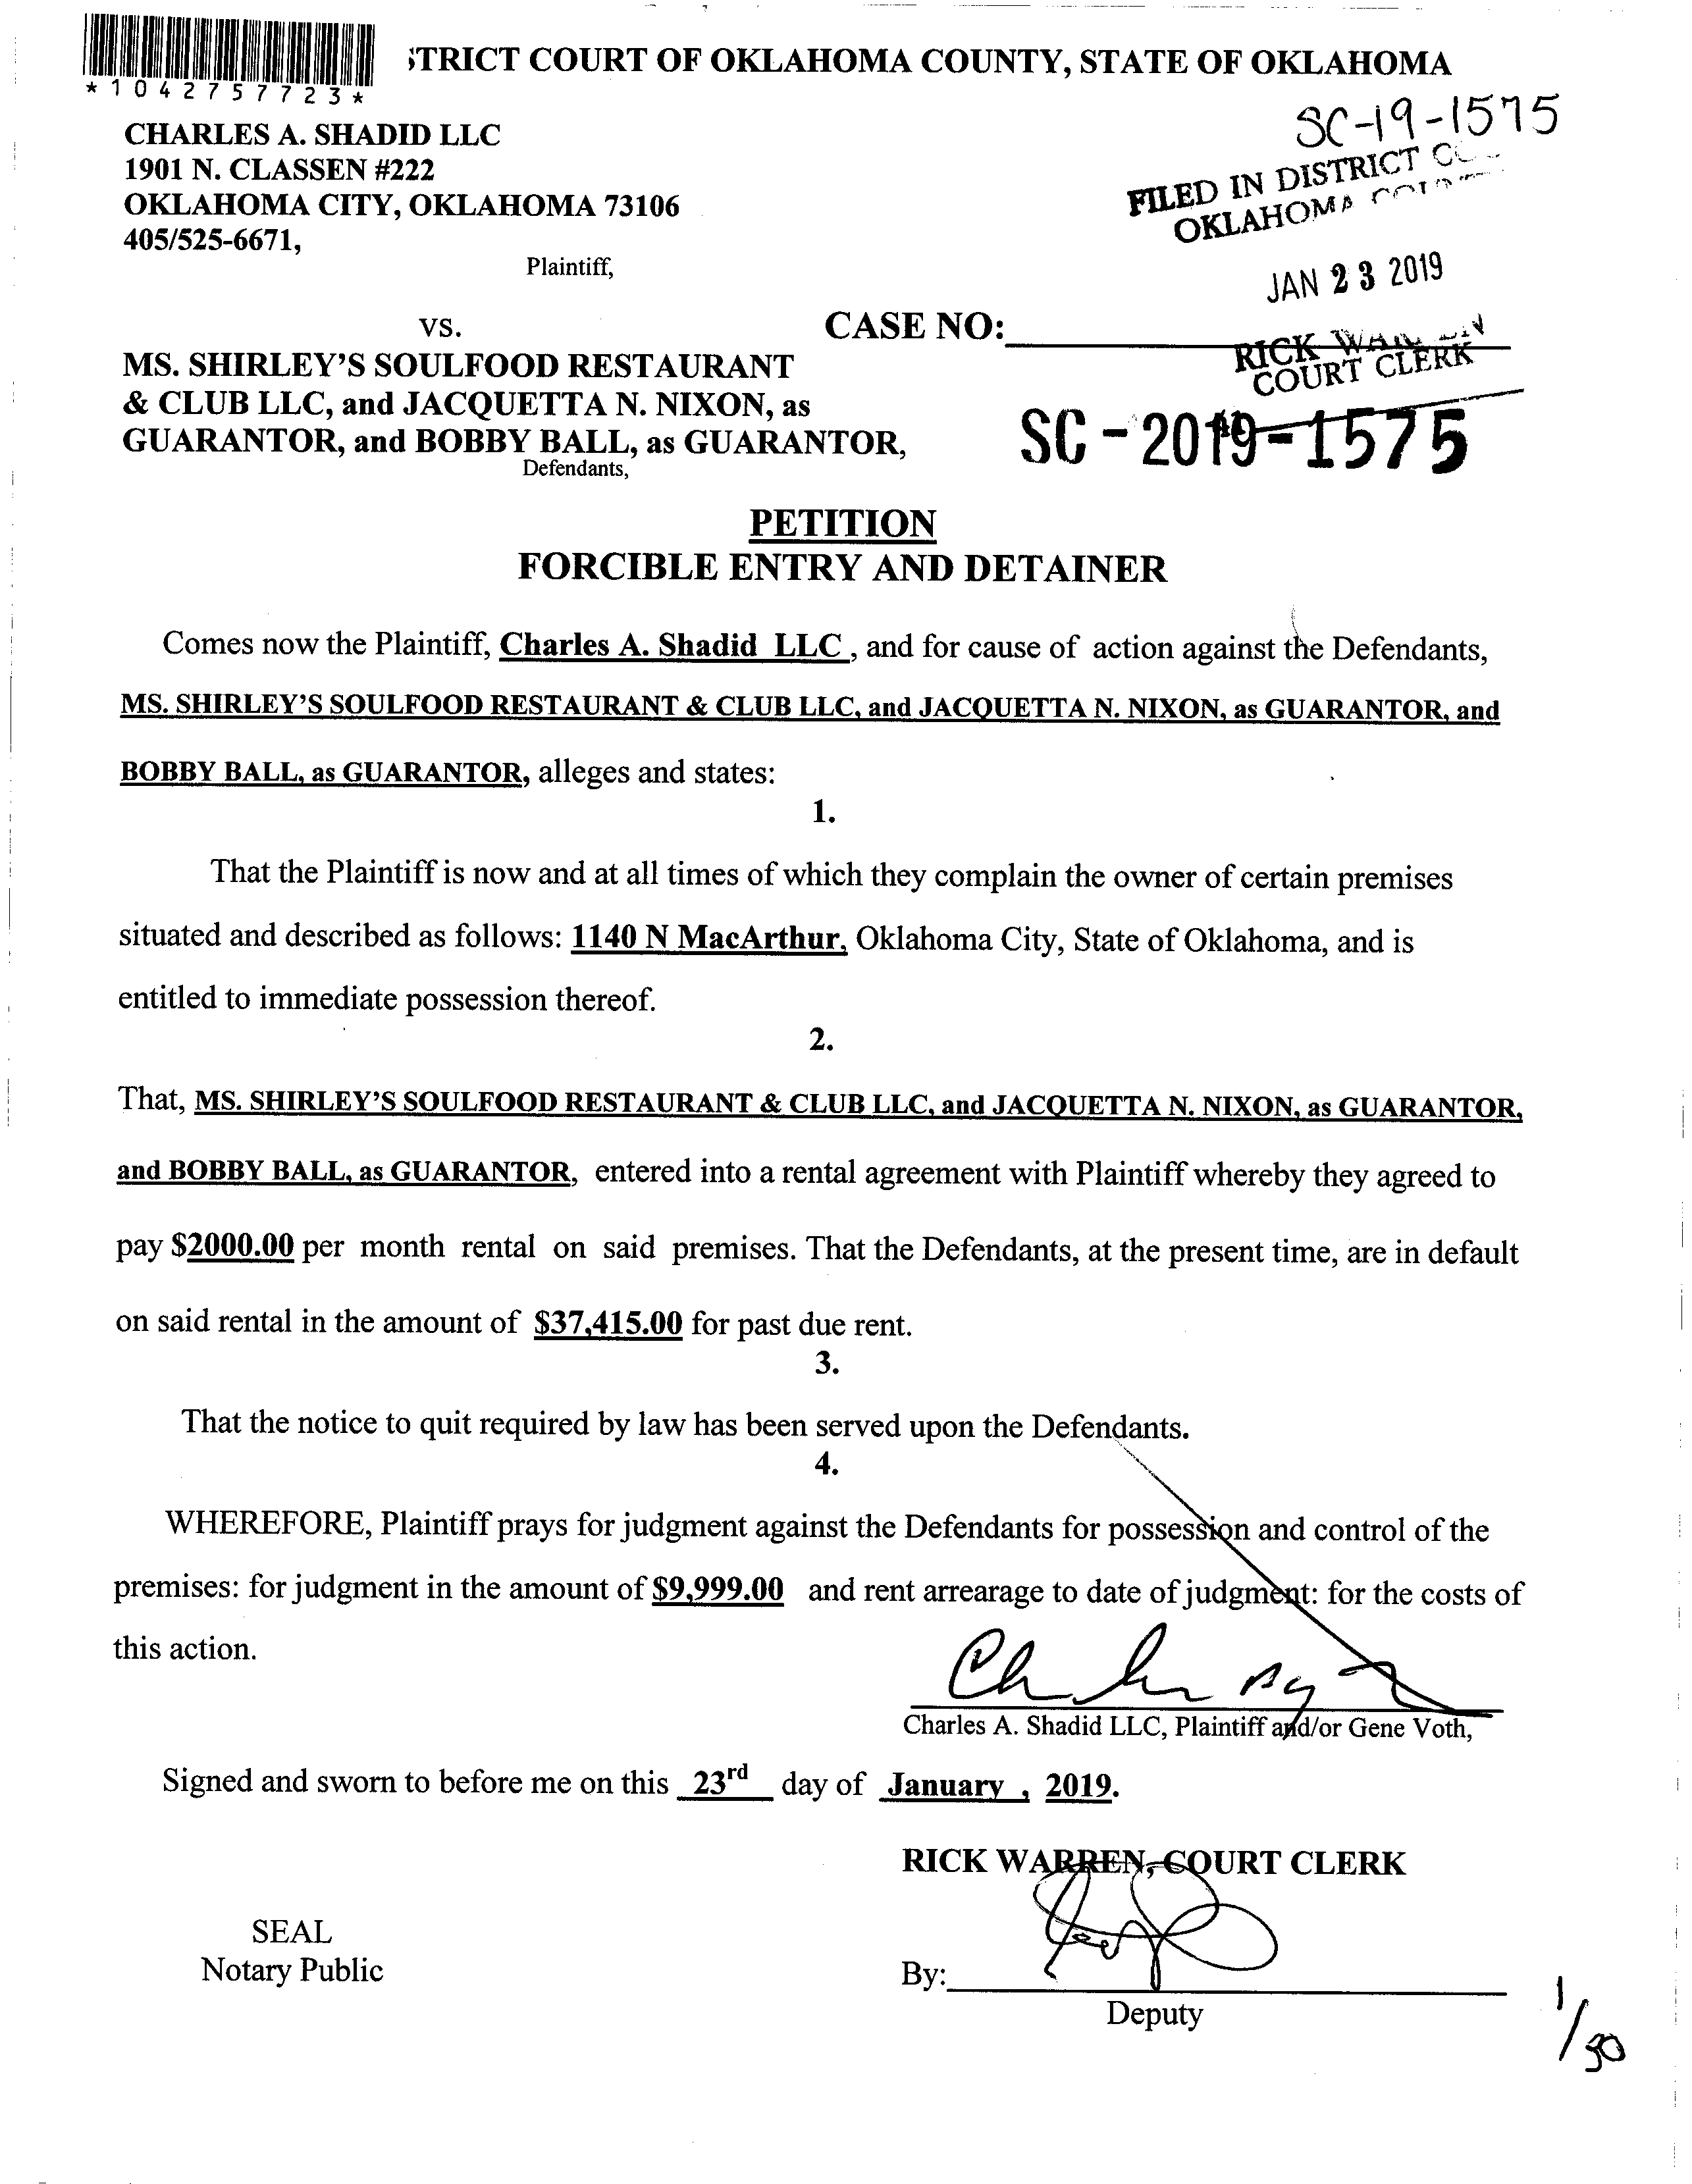 TRICT COURT OF OKLAHOMA COUNTY, STATE OF OKLAHOMA
*1042757723*
SC-19-1575
CHARLES A. SHADID LLC
1901 N. CLASSEN #222
OKLAHOMA CITY, OKLAHOMA 73106
405/525-6671,
Plaintiff,
FILED IN DISTRICT
OKLAHOMA
JAN 23 2019
RICK
COURT CLERK
vs.
CASE NO:
MS. SHIRLEY'S SOULFOOD RESTAURANT
& CLUB LLC, and JACQUETTA N. NIXON, as
GUARANTOR, and BOBBY BALL, as GUARANTOR,
Defendants,
SC-2019-1575
PETITION
FORCIBLE ENTRY AND DETAINER
Comes now the Plaintiff, Charles A. Shadid LLC , and for cause of action against the Defendants,
MS. SHIRLEY'S SOULFOOD RESTAURANT & CLUB LLC, and JACQUETTA N. NIXON, as GUARANTOR, and
BOBBY BALL, as GUARANTOR, alleges and states:
1.
That the Plaintiff is now and at all times of which they complain the owner of certain premises
situated and described as follows: 1140 N MacArthur, Oklahoma City, State of Oklahoma, and is
entitled to immediate possession thereof.
2.
That, MS. SHIRLEY'S SOULFOOD RESTAURANT & CLUB LLC, and JACQUETTA N. NIXON, as GUARANTOR,
and BOBBY BALL, as GUARANTOR, entered into a rental agreement with Plaintiff whereby they agreed to
pay $2000.00 per month rental on said premises. That the Defendants, at the present time, are in default
on said rental in the amount of $37,415.00 for past due rent.
3.
That the notice to quit required by law has been served upon the Defendants.
4.
WHEREFORE, Plaintiff prays for judgment against the Defendants for possession and control of the
premises: for judgment in the amount of $9,999.00 and rent arrearage to date of judgment: for the costs of
this action.
Charles A. Shadid LLC, Plaintiff and/or Gene Voth,
Signed and sworn to before me on this 23rd day of January , 2019.
RICK WARREN, COURT CLERK
SEAL
Notary Public
By:
Deputy
1/30